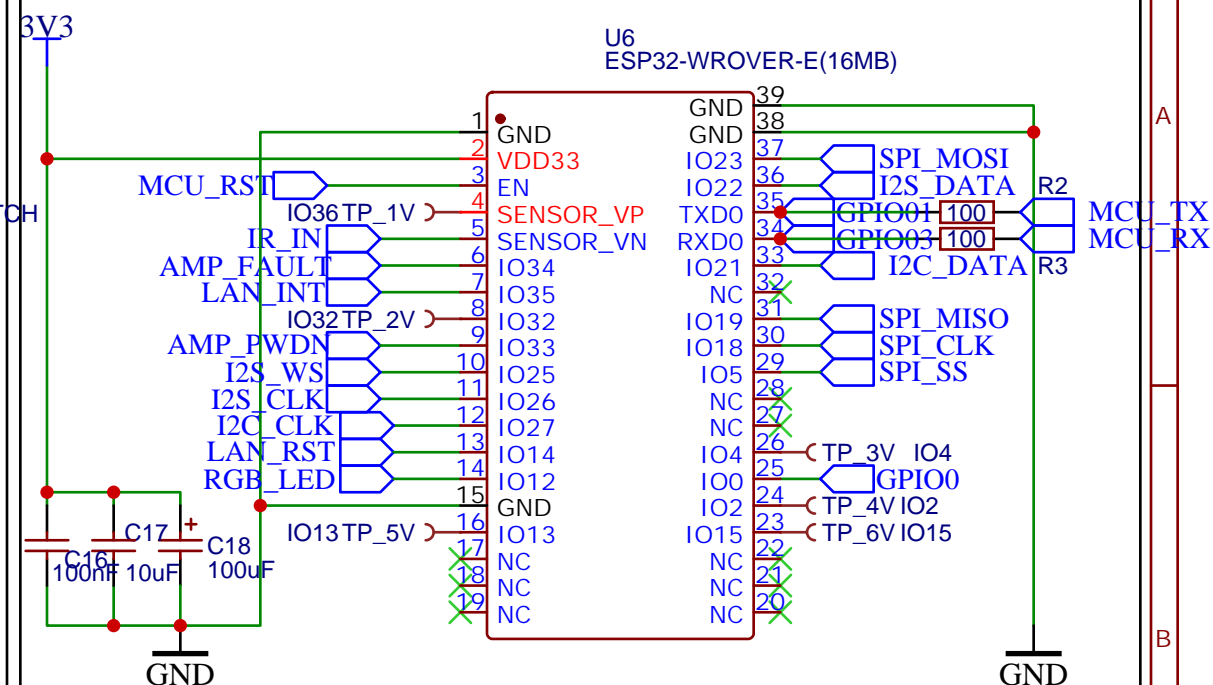 3V3
U6
ESP32-WROVER-E(16MB)
A
B
TCH
1 GND
2 VDD33
MCU_RST 3 EN
IO36 TP_1V 4 SENSOR_VP
IR_IN 5 SENSOR_VN
AMP_FAULT 6 IO34
LAN_INT 7 IO35
IO32 TP_2V 8 IO32
AMP_PWDN 9 IO33
I2S_WS 10 IO25
I2S_CLK 11 IO26
I2C_CLK 12 IO27
LAN_RST 13 IO14
RGB_LED 14 IO12
15 GND
IO13 TP_5V 16 IO13
17 NC
18 NC
19 NC
GND 39
GND 38
IO23 37 SPI_MOSI
IO22 36 I2S_DATA
TXD0 35 GPIO01 100 R2 MCU_TX
RXD0 34 GPIO03 100 R3 MCU_RX
IO21 33 I2C_DATA
NC 32
IO19 31 SPI_MISO
IO18 30 SPI_CLK
IO5 29 SPI_SS
NC 28
NC 27
IO4 26 TP_3V IO4
IO0 25 GPIO0
IO2 24 TP_4V IO2
IO15 23 TP_6V IO15
NC 22
NC 21
NC 20
C16
100nF
C17
10uF
+
C18
100uF
GND
GND